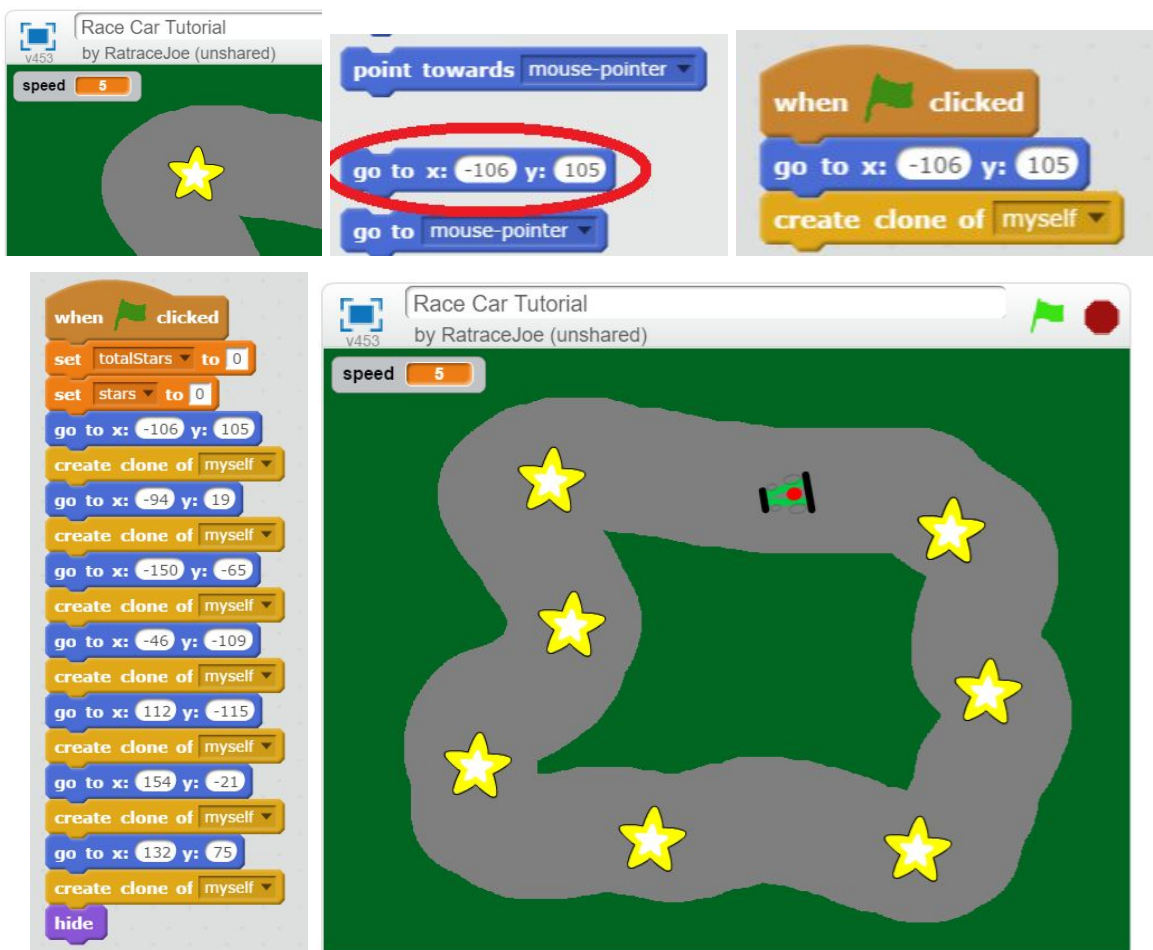 Race Car Tutorial
v453
by RatraceJoe (unshared)
speed 5
point towards mouse-pointer
go to x: -106 y: 105
go to mouse-pointer
when clicked
go to x: -106 y: 105
create clone of myself
when clicked
set totalStars to 0
set stars to 0
go to x: -106 y: 105
create clone of myself
go to x: -94 y: 19
create clone of myself
go to x: -150 y: -65
create clone of myself
go to x: -46 y: -109
create clone of myself
go to x: 112 y: -115
create clone of myself
go to x: 154 y: -21
create clone of myself
go to x: 132 y: 75
create clone of myself
hide
Race Car Tutorial
v453
by RatraceJoe (unshared)
speed 5